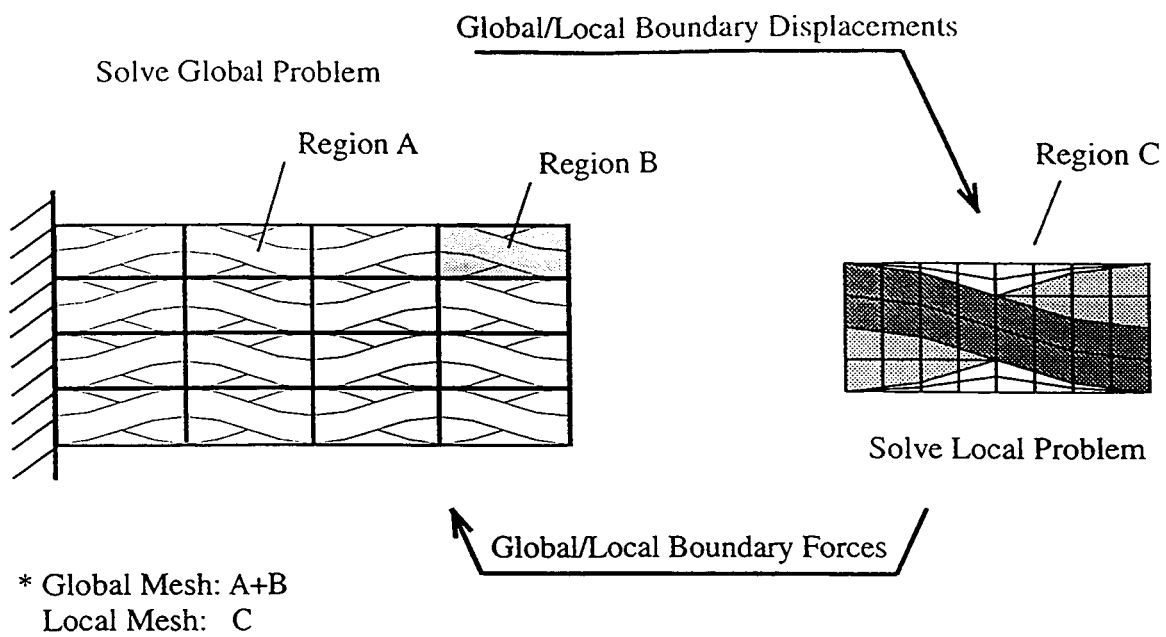 Global/Local Boundary Displacements
Solve Global Problem
Region A
Region B
Region C
Solve Local Problem
Global/Local Boundary Forces
* Global Mesh: A+B
Local Mesh: C